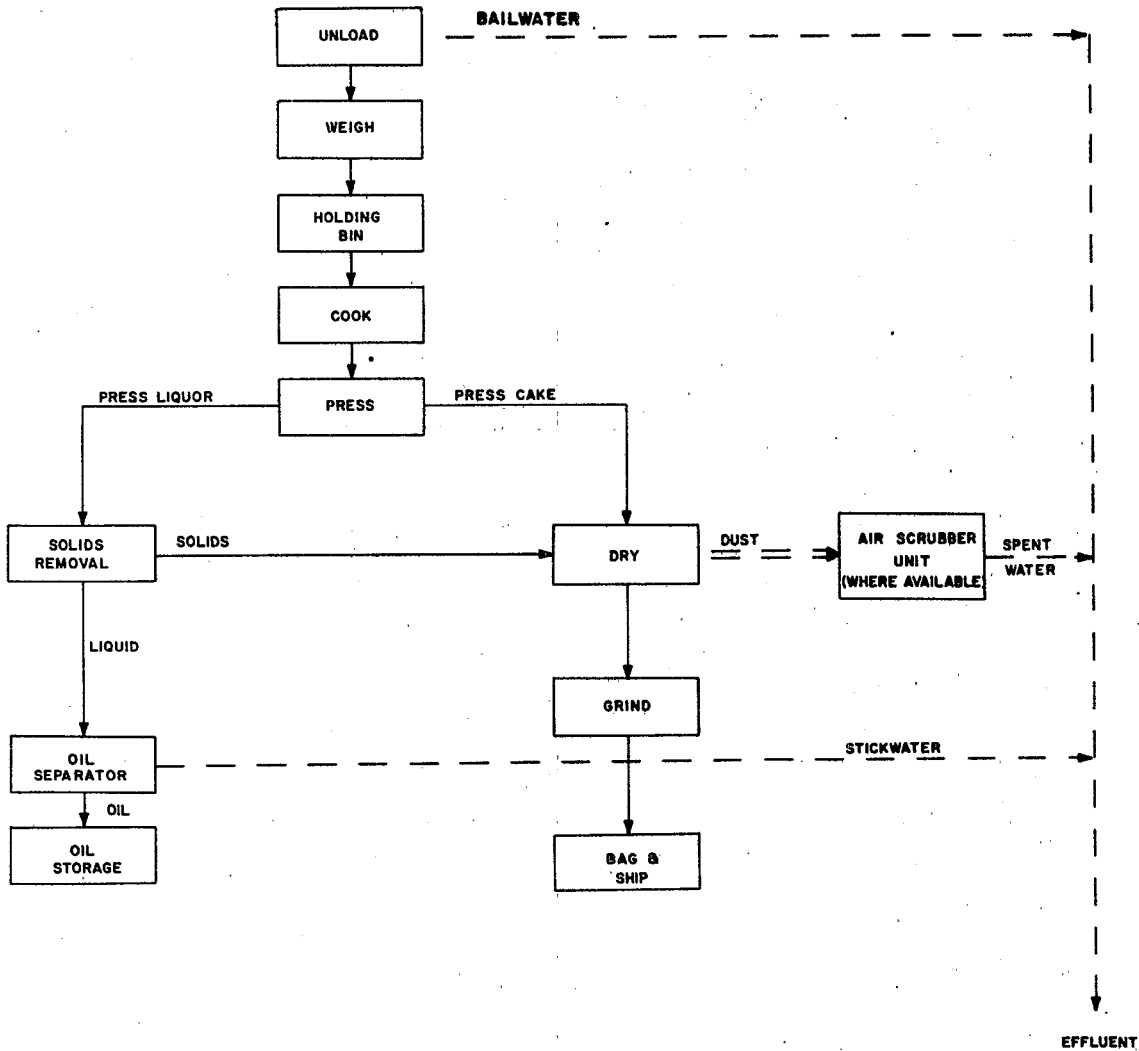 BAILWATER
UNLOAD
WEIGH
HOLDING
BIN
COOK
PRESS LIQUOR
PRESS
PRESS CAKE
SOLIDS
REMOVAL
SOLIDS
DRY
DUST
AIR SCRUBBER
UNIT
(WHERE AVAILABLE)
SPENT
WATER
LIQUID
GRIND
OIL
SEPARATOR
STICKWATER
OIL
OIL
STORAGE
BAG &
SHIP
EFFLUENT